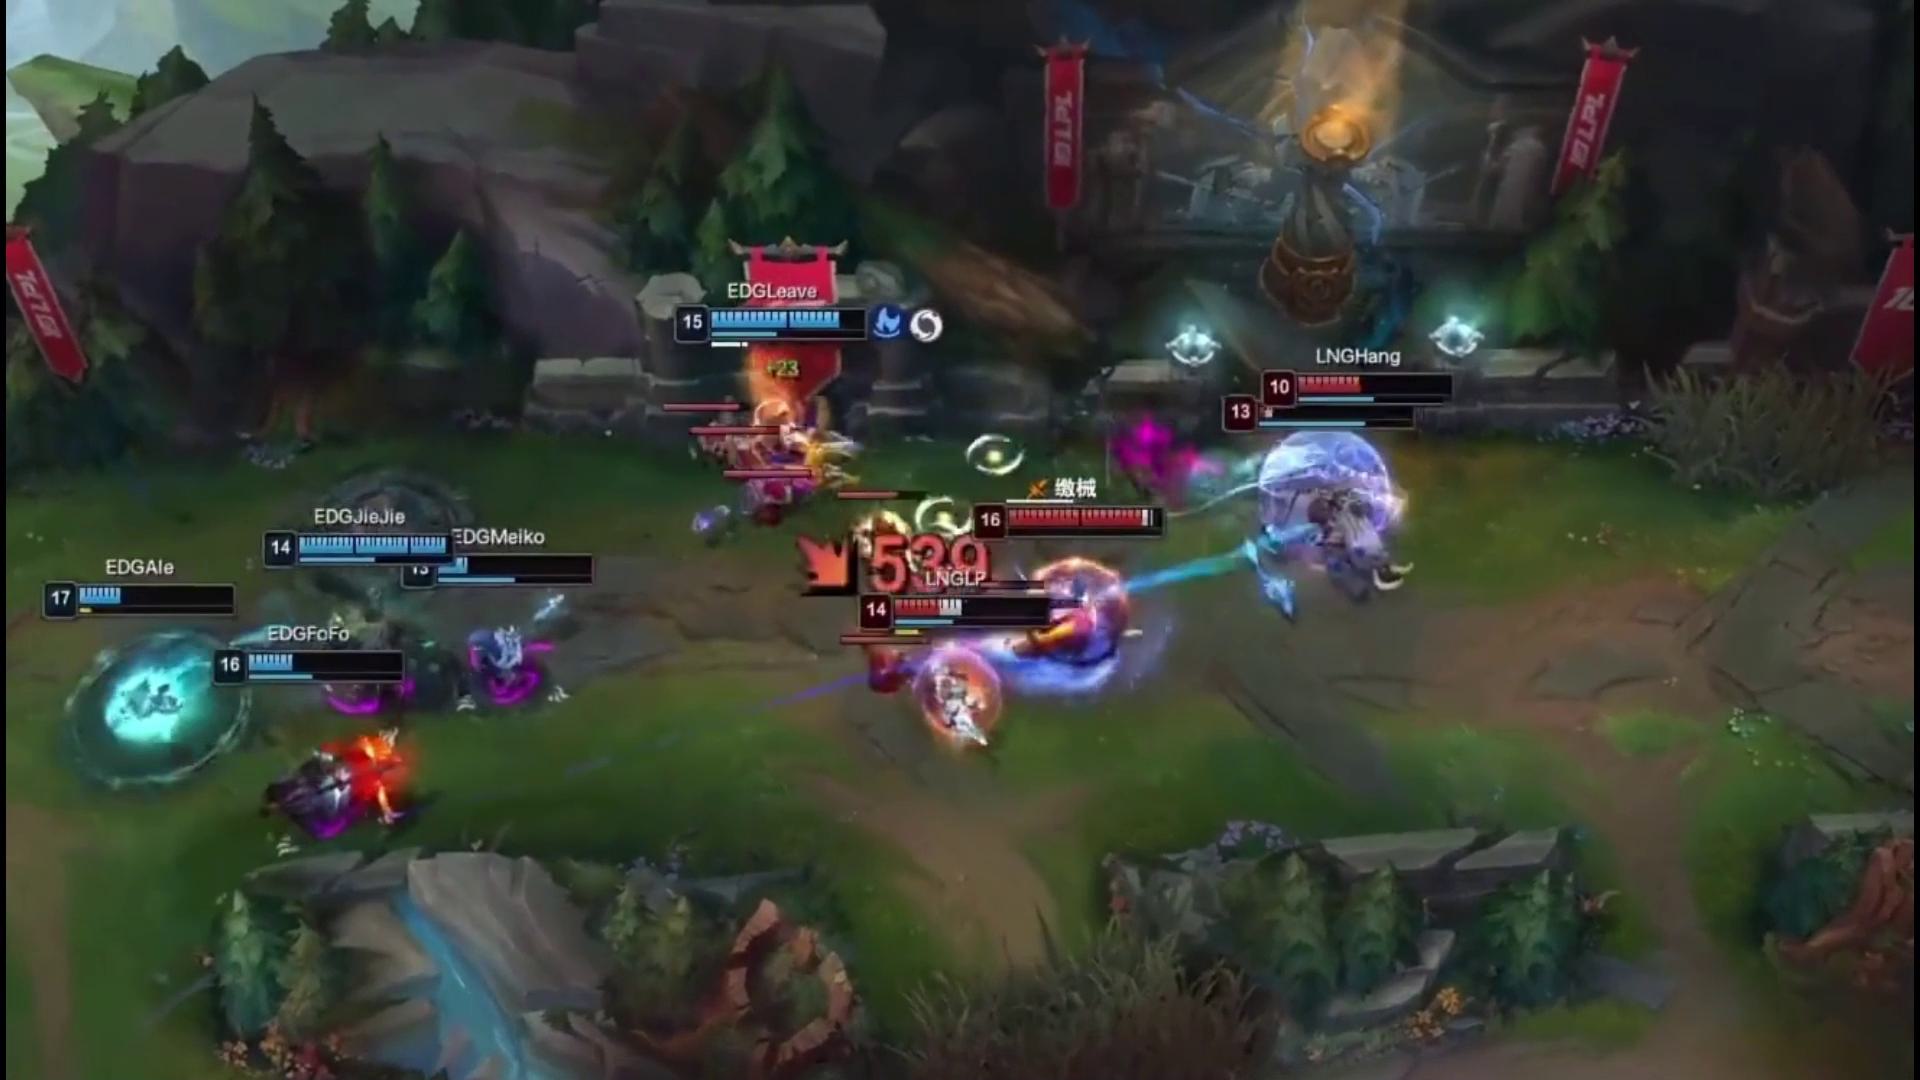 LPL
LPL
EDGLeave
15
+23
LNGHang
10
13
缴械
16
539
LNGLP
14
EDGJieJie
14
EDGMeiko
13
EDGAle
17
EDGFoFo
16